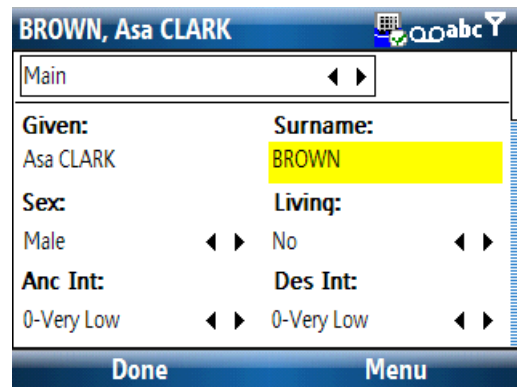 BROWN, Asa CLARK abc
Main
Given: Surname:
Asa CLARK BROWN
Sex: Living:
Male No
Anc Int: Des Int:
0-Very Low 0-Very Low
Done Menu